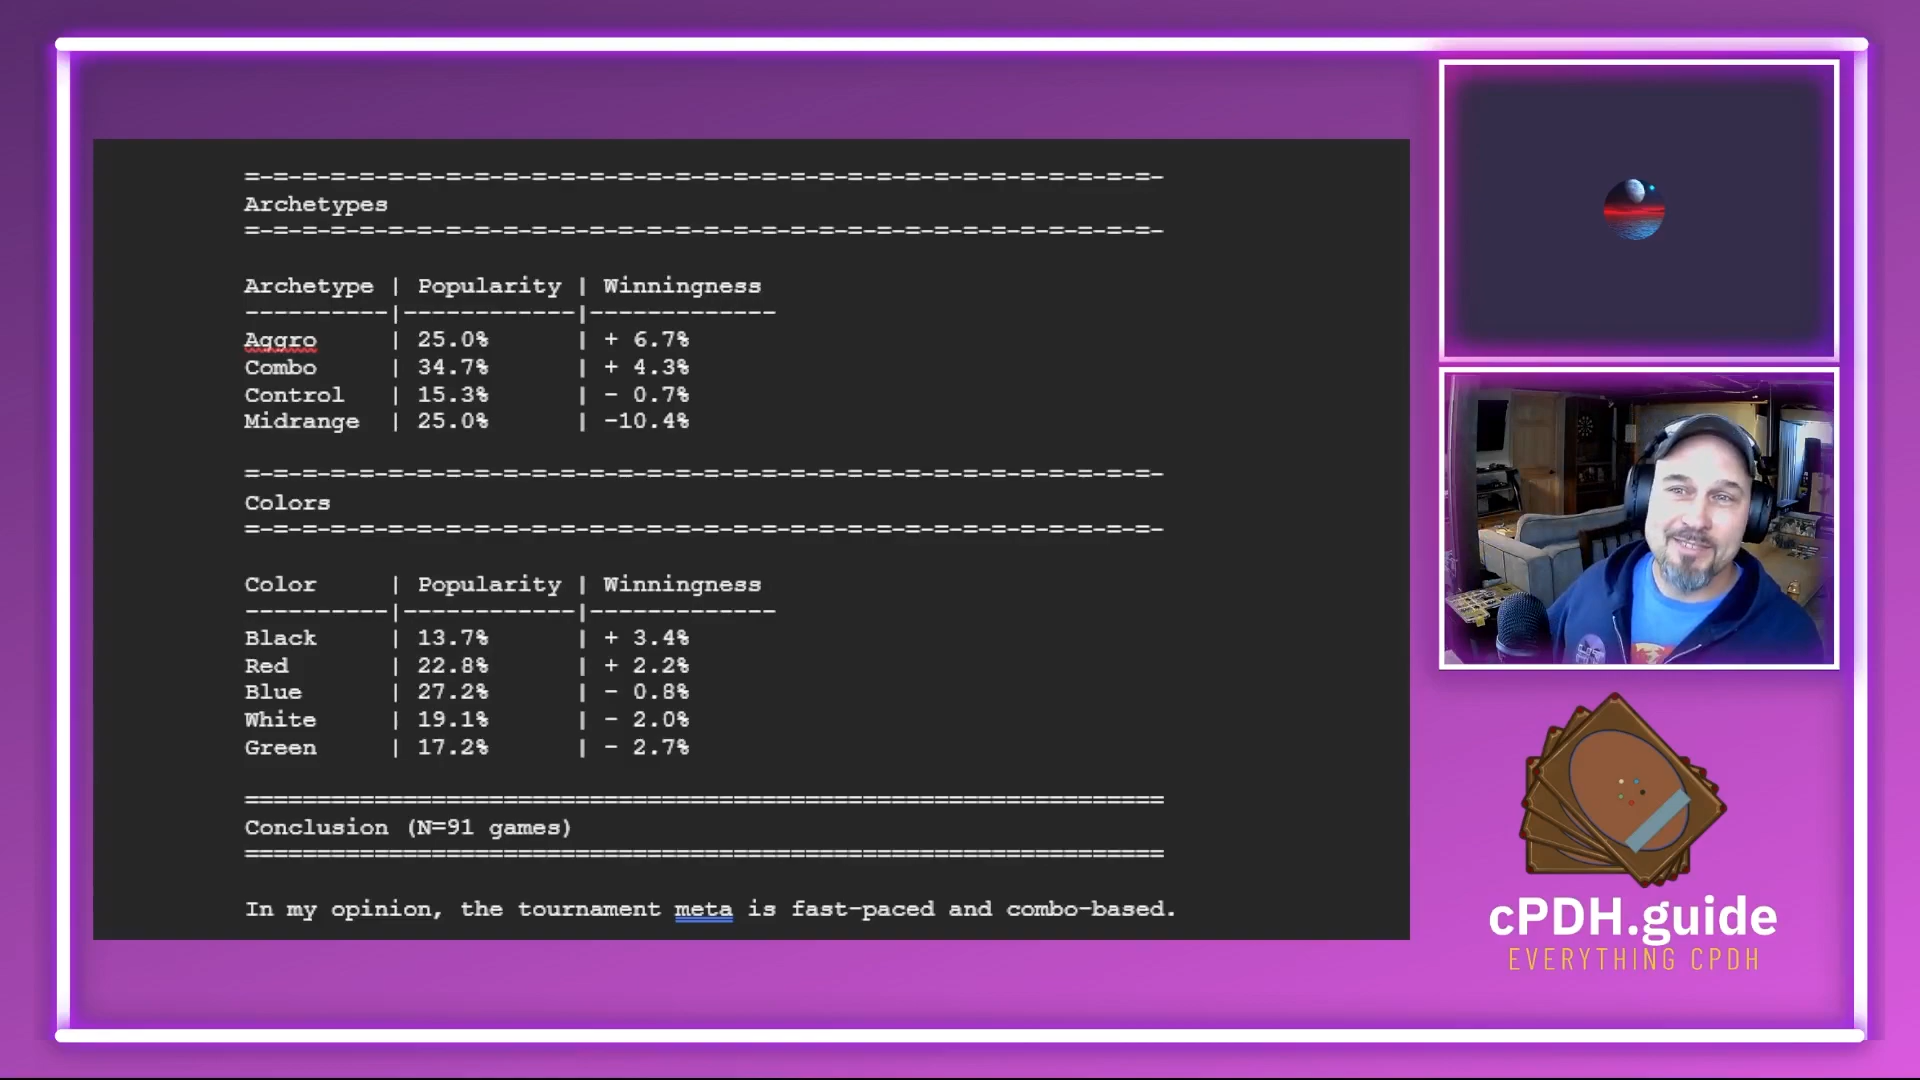 =-=-=-=-=-=-=-=-=-=-=-=-=-=-=-=-=-=-=-=-=-=-=-=-=-=-=-=-=-=-=-=-
Archetypes
=-=-=-=-=-=-=-=-=-=-=-=-=-=-=-=-=-=-=-=-=-=-=-=-=-=-=-=-=-=-=-=-
Archetype | Popularity | Winningness
----------|------------|-------------
Aggro | 25.0% | + 6.7%
Combo | 34.7% | + 4.3%
Control | 15.3% | - 0.7%
Midrange | 25.0% | -10.4%
=-=-=-=-=-=-=-=-=-=-=-=-=-=-=-=-=-=-=-=-=-=-=-=-=-=-=-=-=-=-=-=-
Colors
=-=-=-=-=-=-=-=-=-=-=-=-=-=-=-=-=-=-=-=-=-=-=-=-=-=-=-=-=-=-=-=-
Color | Popularity | Winningness
----------|------------|-------------
Black | 13.7% | + 3.4%
Red | 22.8% | + 2.2%
Blue | 27.2% | - 0.8%
White | 19.1% | - 2.0%
Green | 17.2% | - 2.7%
================================================================
Conclusion (N=91 games)
================================================================
In my opinion, the tournament meta is fast-paced and combo-based.
cPDH.guide
EVERYTHING CPDH